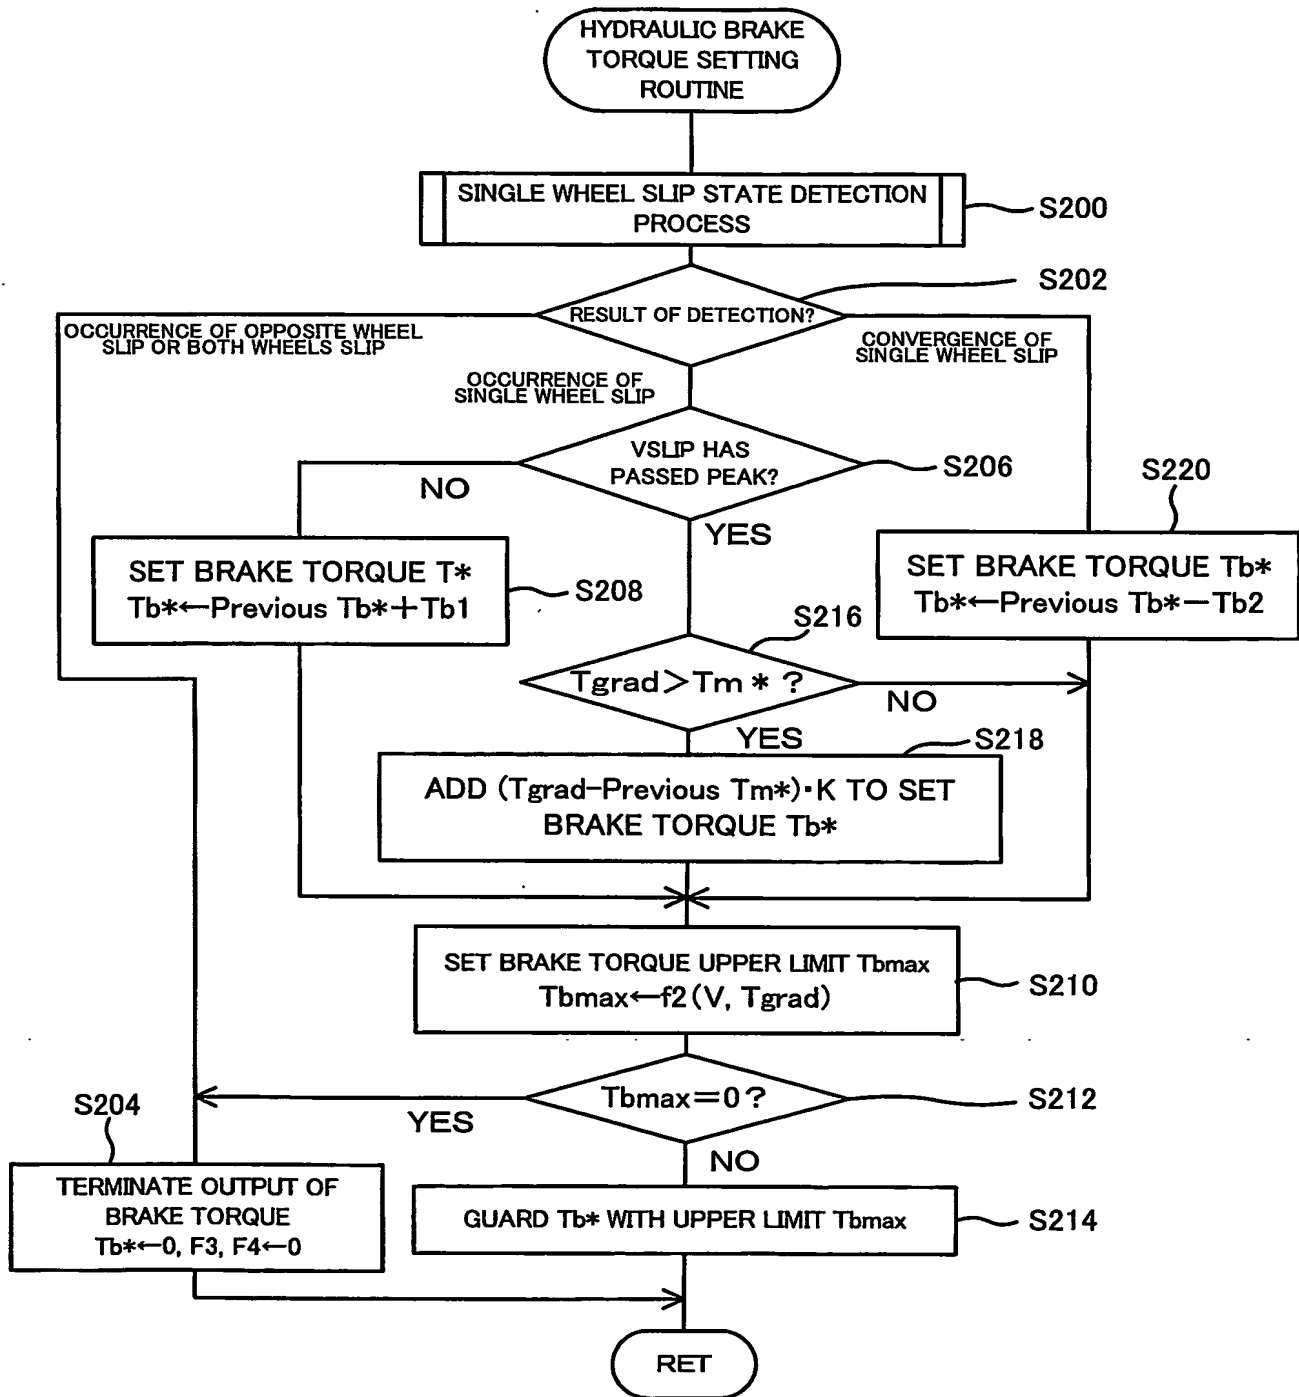 HYDRAULIC BRAKE
TORQUE SETTING
ROUTINE
SINGLE WHEEL SLIP STATE DETECTION
PROCESS
S200
S202
RESULT OF DETECTION?
OCCURRENCE OF OPPOSITE WHEEL
SLIP OR BOTH WHEELS SLIP
CONVERGENCE OF
SINGLE WHEEL SLIP
OCCURRENCE OF
SINGLE WHEEL SLIP
VSLIP HAS
PASSED PEAK?
S206
NO
YES
S220
SET BRAKE TORQUE T*
Tb*←Previous Tb*+Tb1
S208
SET BRAKE TORQUE Tb*
Tb*←Previous Tb*-Tb2
S216
Tgrad>Tm*?
NO
YES
S218
ADD (Tgrad-Previous Tm*)·K TO SET
BRAKE TORQUE Tb*
SET BRAKE TORQUE UPPER LIMIT Tbmax
Tbmax←f2(V, Tgrad)
S210
Tbmax=0?
S212
YES
NO
S204
TERMINATE OUTPUT OF
BRAKE TORQUE
Tb*←0, F3, F4←0
GUARD Tb* WITH UPPER LIMIT Tbmax
S214
RET